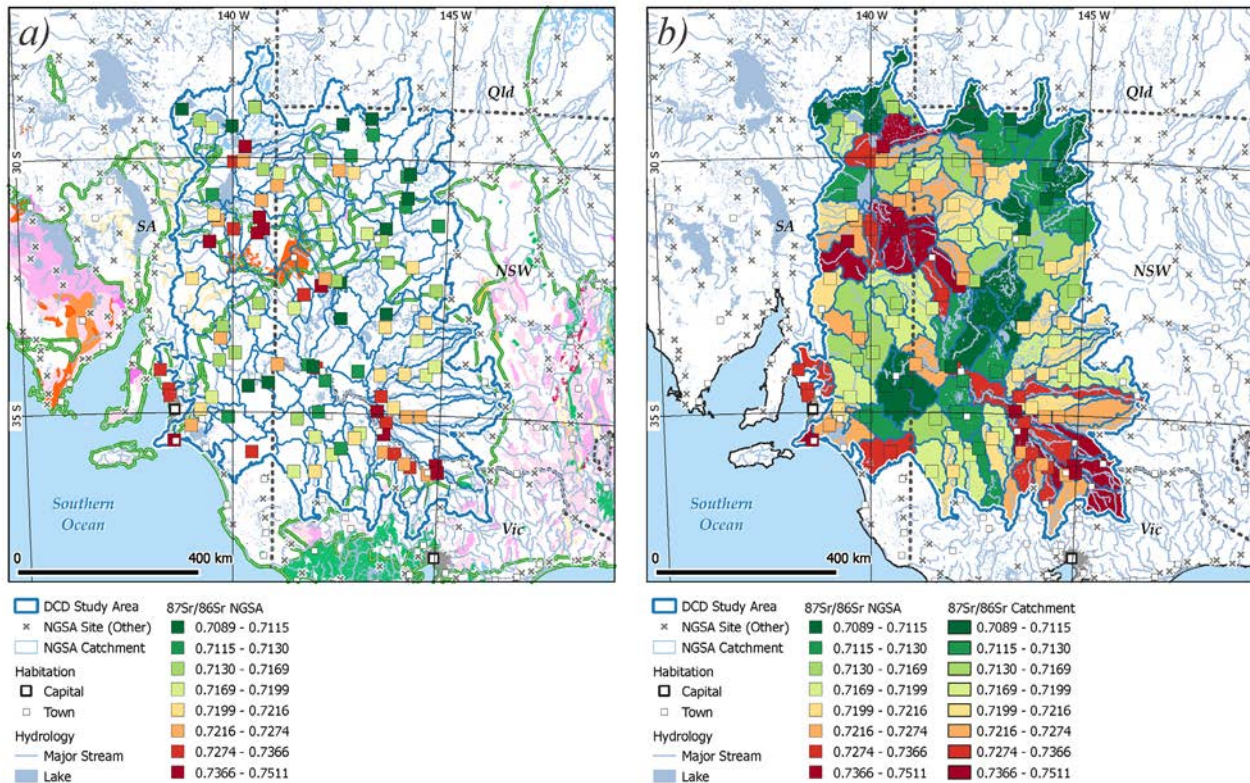 a)
140 W
145 W
Qld
30 S
SA
NSW
35 S
Southern
Ocean
Vic
0
400 km
DCD Study Area
NGSA Site (Other)
NGSA Catchment
Habitation
Capital
Town
Hydrology
Major Stream
Lake
87Sr/86Sr NGSA
0.7089 - 0.7115
0.7115 - 0.7130
0.7130 - 0.7169
0.7169 - 0.7199
0.7199 - 0.7216
0.7216 - 0.7274
0.7274 - 0.7366
0.7366 - 0.7511
b)
140 W
145 W
Qld
30 S
SA
NSW
35 S
Southern
Ocean
Vic
0
400 km
DCD Study Area
NGSA Site (Other)
NGSA Catchment
Habitation
Capital
Town
Hydrology
Major Stream
Lake
87Sr/86Sr NGSA
0.7089 - 0.7115
0.7115 - 0.7130
0.7130 - 0.7169
0.7169 - 0.7199
0.7199 - 0.7216
0.7216 - 0.7274
0.7274 - 0.7366
0.7366 - 0.7511
87Sr/86Sr Catchment
0.7089 - 0.7115
0.7115 - 0.7130
0.7130 - 0.7169
0.7169 - 0.7199
0.7199 - 0.7216
0.7216 - 0.7274
0.7274 - 0.7366
0.7366 - 0.7511